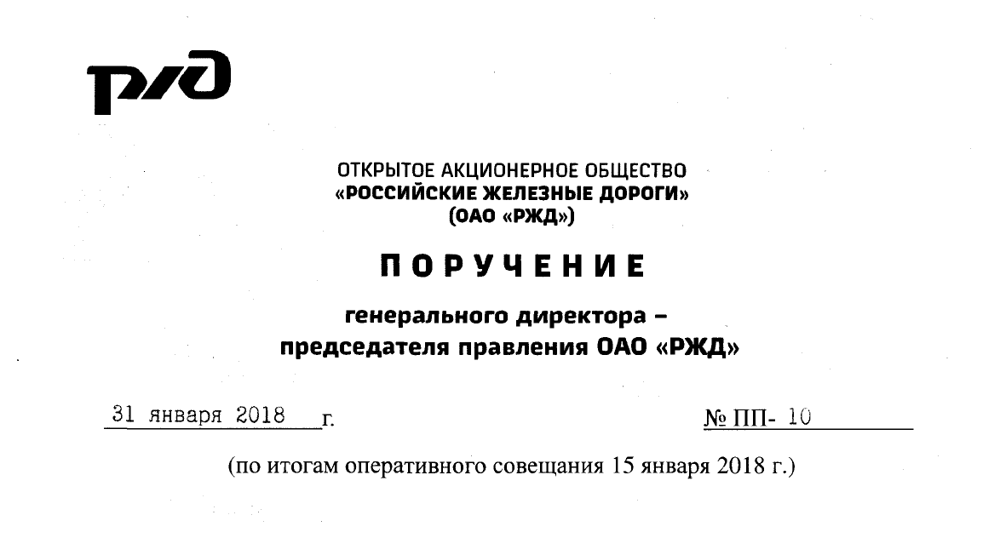 ржд
ОТКРЫТОЕ АКЦИОНЕРНОЕ ОБЩЕСТВО
«РОССИЙСКИЕ ЖЕЛЕЗНЫЕ ДОРОГИ»
(ОАО «РЖД»)
ПОРУЧЕНИЕ
генерального директора –
председателя правления ОАО «РЖД»
31 января 2018 г. № ПП- 10
(по итогам оперативного совещания 15 января 2018 г.)